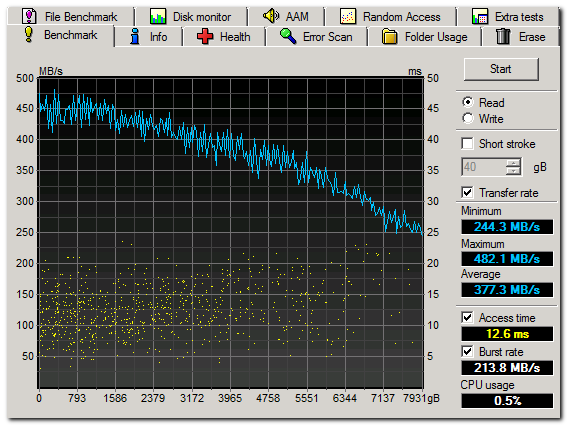 File Benchmark Disk monitor AAM Random Access Extra tests
Benchmark Info Health Error Scan Folder Usage Erase
MB/s ms
Start
500 50
450 45
400 40
350 35
300 30
250 25
200 20
150 15
100 10
50 5
0 793 1586 2379 3172 3965 4758 5551 6344 7137 7931gB
Read
Write
Short stroke
40 gB
Transfer rate
Minimum
244.3 MB/s
Maximum
482.1 MB/s
Average
377.3 MB/s
Access time
12.6 ms
Burst rate
213.8 MB/s
CPU usage
0.5%